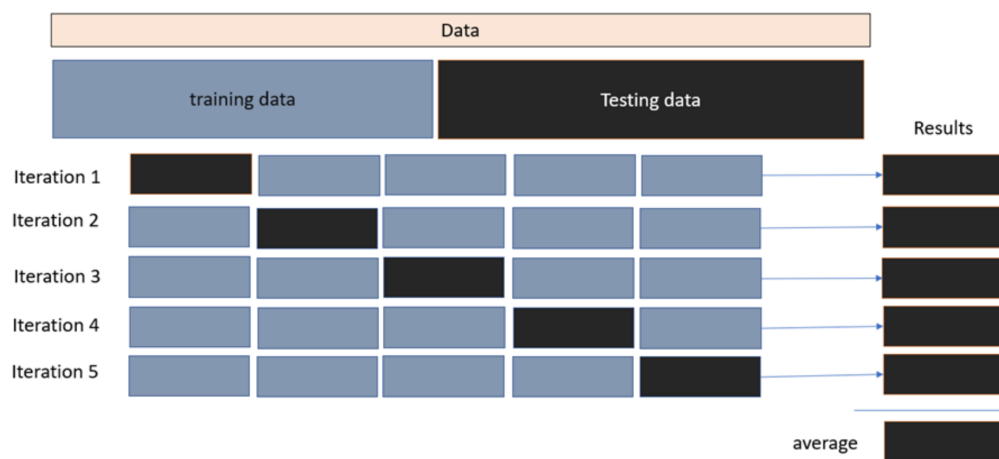 Data
training data
Testing data
Results
Iteration 1
Iteration 2
Iteration 3
Iteration 4
Iteration 5
average